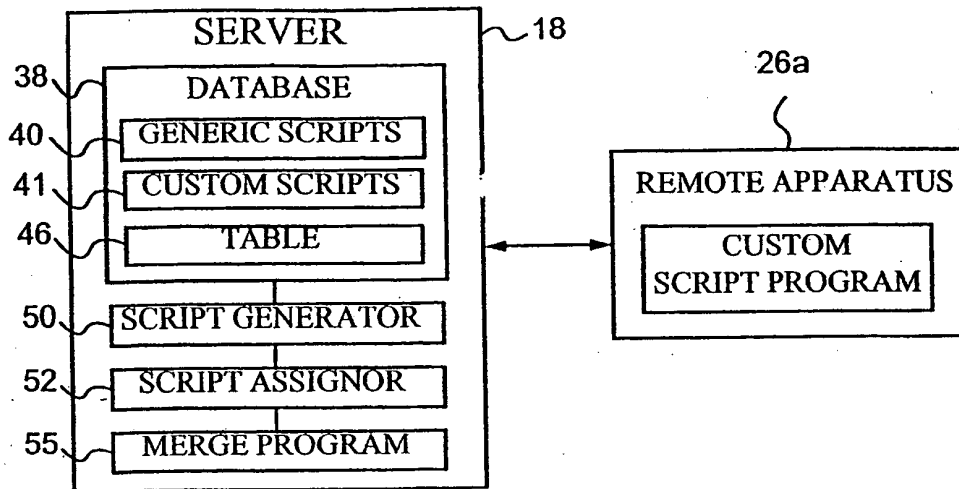 SERVER
18
38
DATABASE
40
GENERIC SCRIPTS
41
CUSTOM SCRIPTS
46
TABLE
50
SCRIPT GENERATOR
52
SCRIPT ASSIGNOR
55
MERGE PROGRAM
26a
REMOTE APPARATUS
CUSTOM
SCRIPT PROGRAM